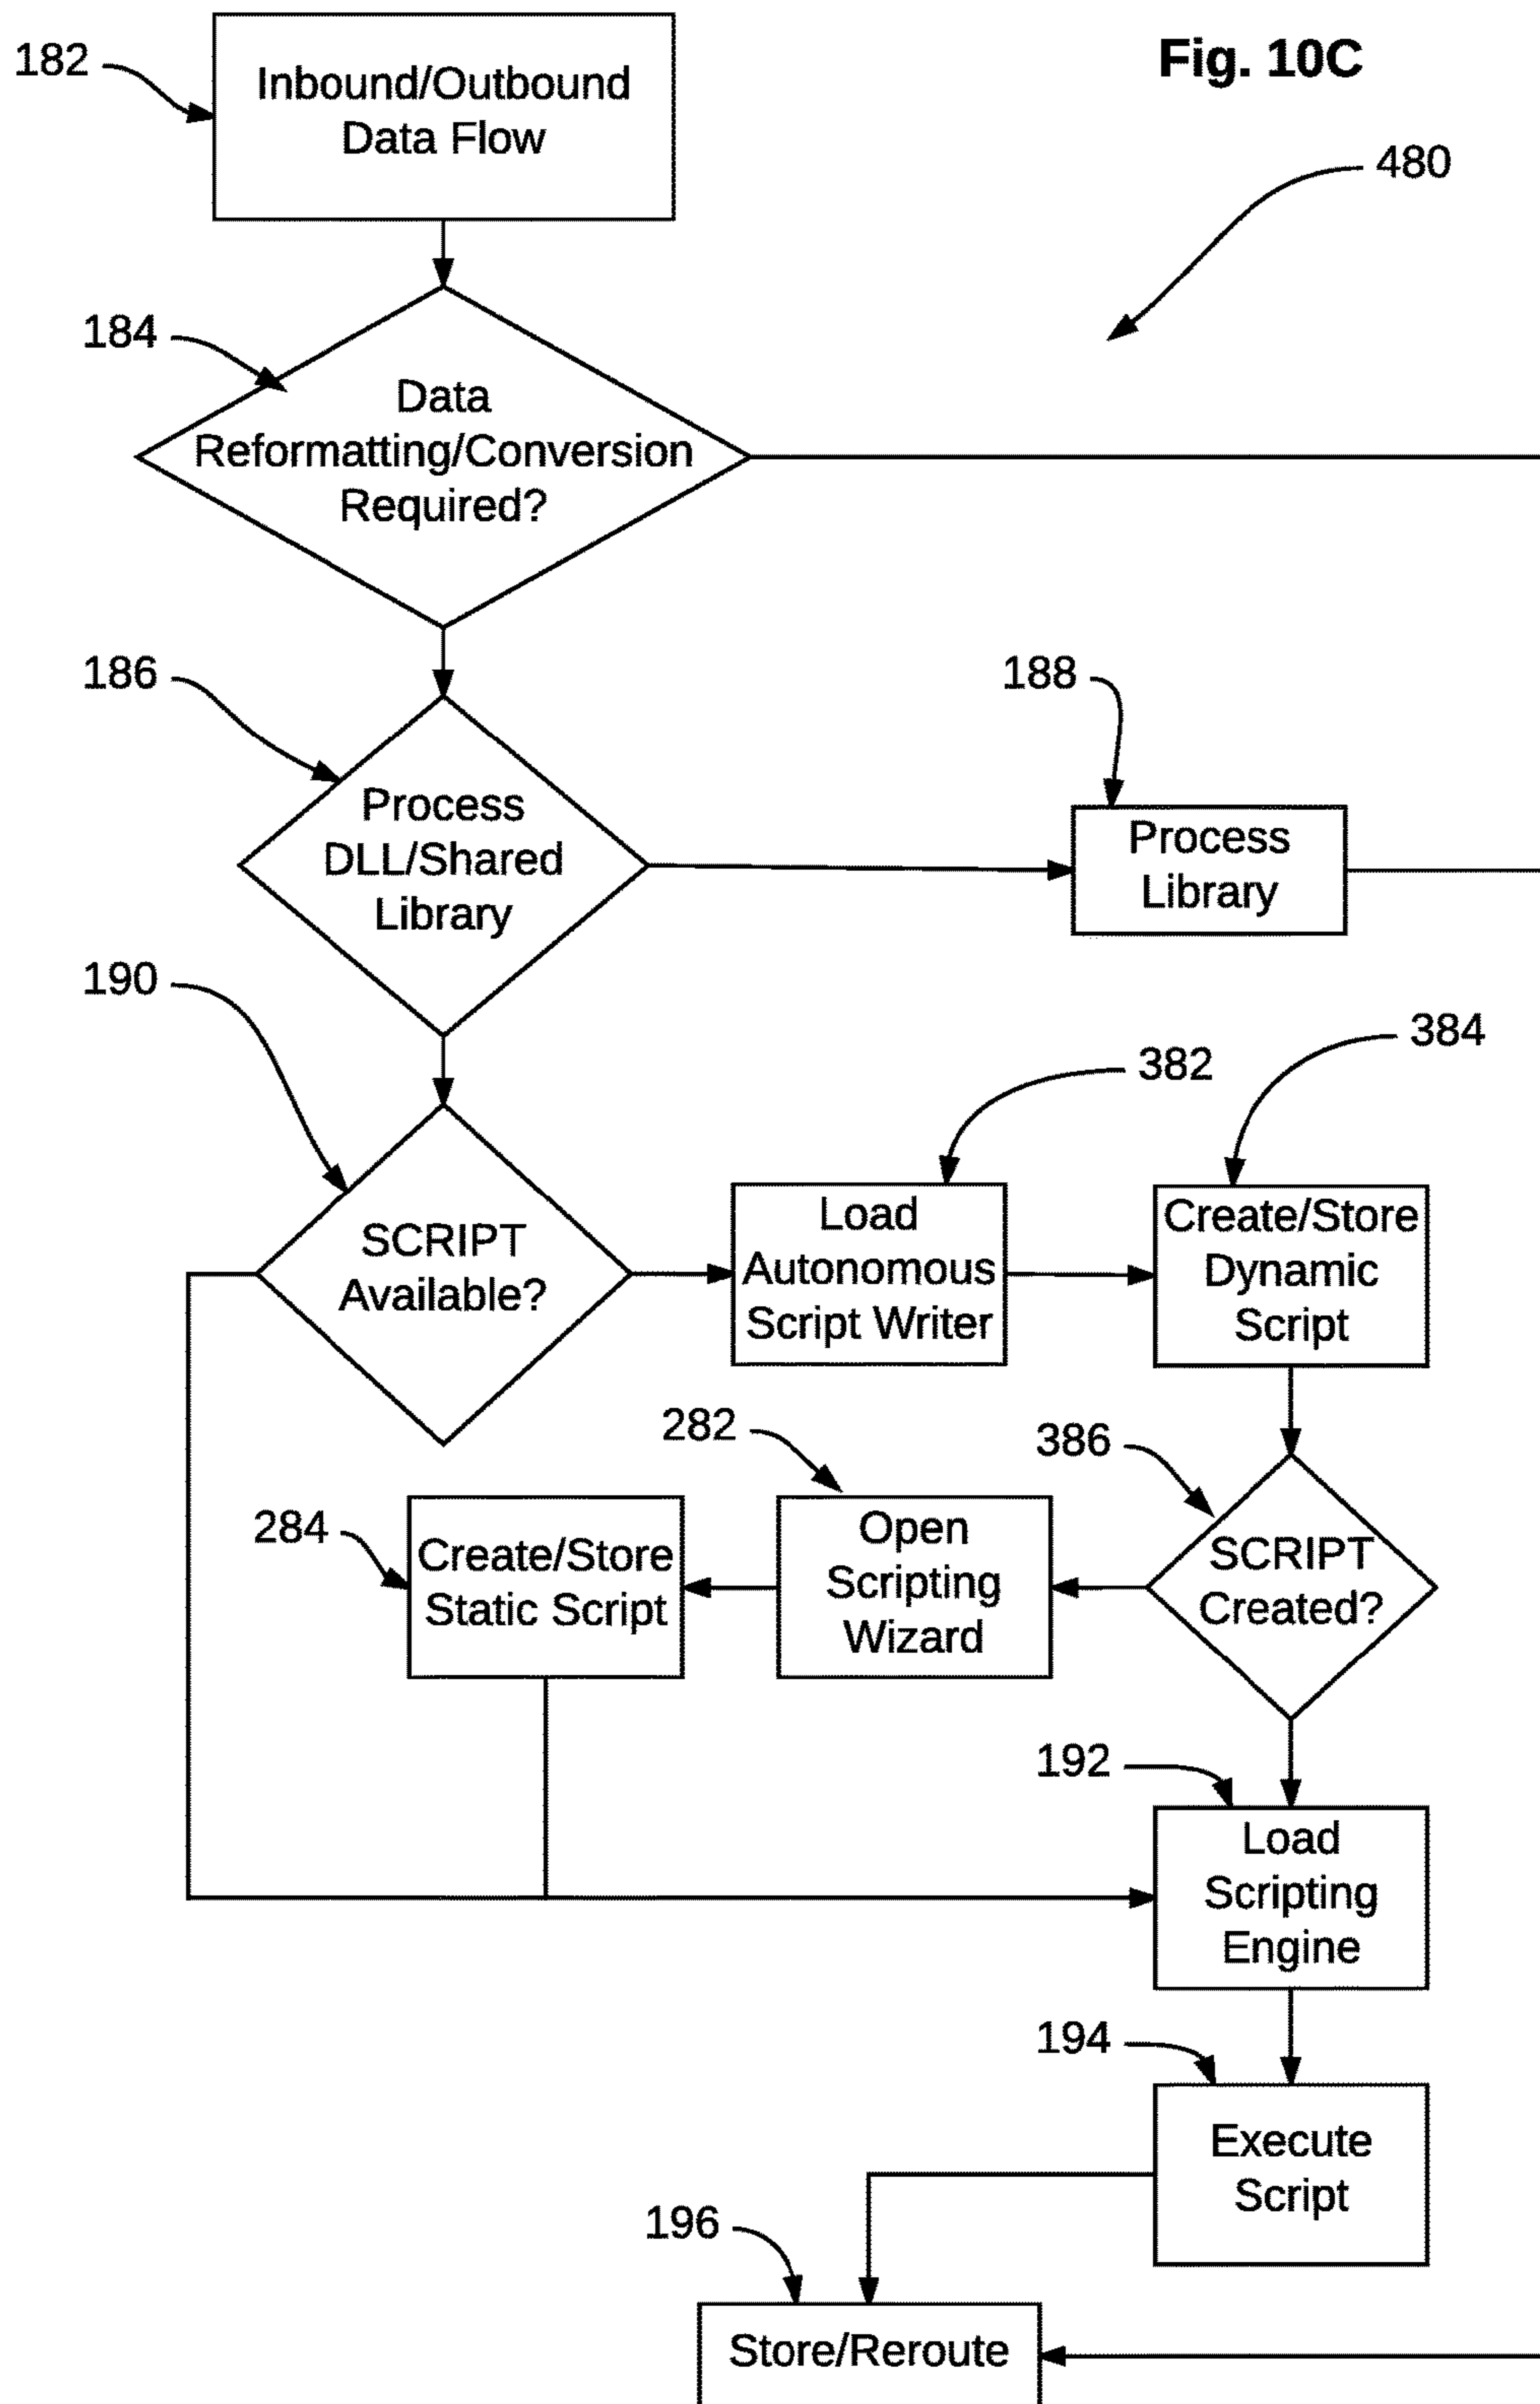 Fig. 10C
182
Inbound/Outbound
Data Flow
480
184
Data
Reformatting/Conversion
Required?
186
Process
DLL/Shared
Library
188
Process
Library
190
SCRIPT
Available?
382
Load
Autonomous
Script Writer
384
Create/Store
Dynamic
Script
386
SCRIPT
Created?
282
Open
Scripting
Wizard
284
Create/Store
Static Script
192
Load
Scripting
Engine
194
Execute
Script
196
Store/Reroute